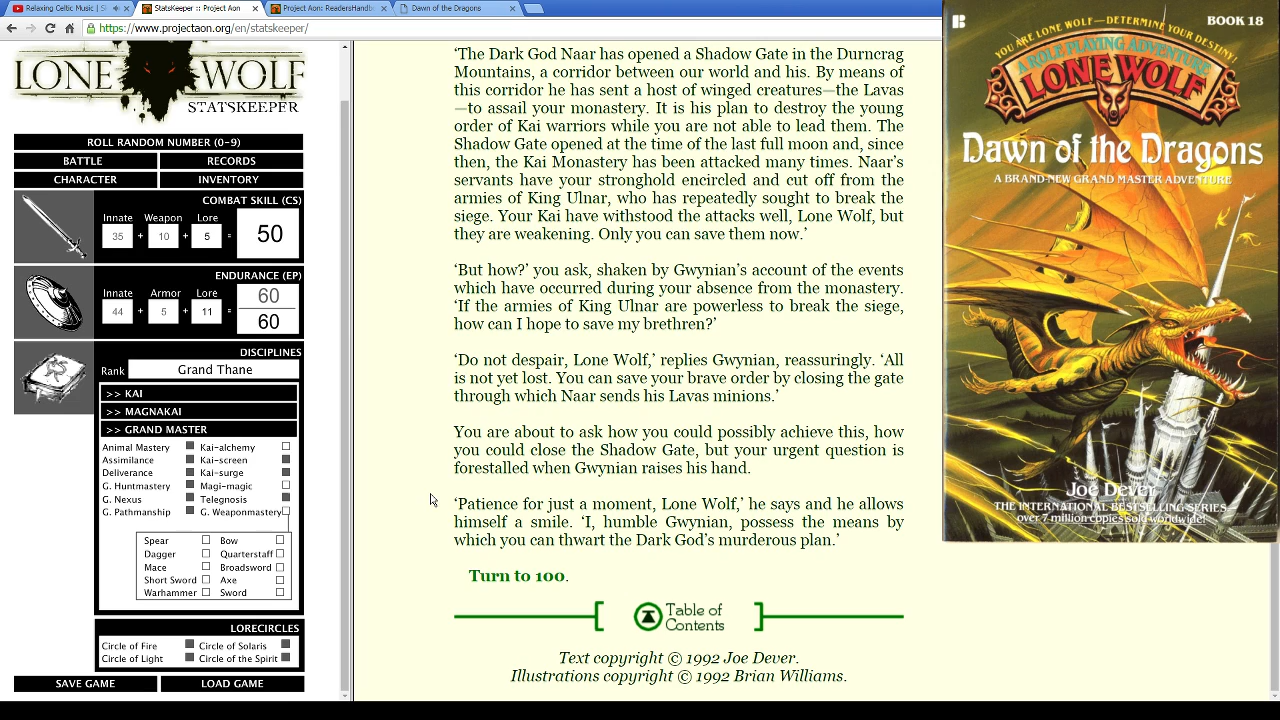 Relaxing Celtic Music | S
StatsKeeper :: Project Aon
Project Aon: ReadersHandb
Dawn of the Dragons
https://www.projectaon.org/en/statskeeper/
LONE WOLF
STATSKEEPER
ROLL RANDOM NUMBER (0-9)
BATTLE RECORDS
CHARACTER INVENTORY
COMBAT SKILL (CS)
Innate Weapon Lore
35 + 10 + 5 = 50
ENDURANCE (EP)
Innate Armor Lore
60
44 + 5 + 11 =
60
DISCIPLINES
Rank Grand Thane
>> KAI
>> MAGNAKAI
>> GRAND MASTER
Animal Mastery Kai-alchemy
Assimilance Kai-screen
Deliverance Kai-surge
G. Huntmastery Magi-magic
G. Nexus Telegnosis
G. Pathmanship G. Weaponmastery
Spear Bow
Dagger Quarterstaff
Mace Broadsword
Short Sword Axe
Warhammer Sword
LORECIRCLES
Circle of Fire Circle of Solaris
Circle of Light Circle of the Spirit
SAVE GAME LOAD GAME
‘The Dark God Naar has opened a Shadow Gate in the Durncrag
Mountains, a corridor between our world and his. By means of
this corridor he has sent a host of winged creatures—the Lavas
—to assail your monastery. It is his plan to destroy the young
order of Kai warriors while you are not able to lead them. The
Shadow Gate opened at the time of the last full moon and, since
then, the Kai Monastery has been attacked many times. Naar’s
servants have your stronghold encircled and cut off from the
armies of King Ulnar, who has repeatedly sought to break the
siege. Your Kai have withstood the attacks well, Lone Wolf, but
they are weakening. Only you can save them now.’
‘But how?’ you ask, shaken by Gwynian’s account of the events
which have occurred during your absence from the monastery.
‘If the armies of King Ulnar are powerless to break the siege,
how can I hope to save my brethren?’
‘Do not despair, Lone Wolf,’ replies Gwynian, reassuringly. ‘All
is not yet lost. You can save your brave order by closing the gate
through which Naar sends his Lavas minions.’
You are about to ask how you could possibly achieve this, how
you could close the Shadow Gate, but your urgent question is
forestalled when Gwynian raises his hand.
‘Patience for just a moment, Lone Wolf,’ he says and he allows
himself a smile. ‘I, humble Gwynian, possess the means by
which you can thwart the Dark God’s murderous plan.’
Turn to 100.
Table of
Contents
Text copyright © 1992 Joe Dever.
Illustrations copyright © 1992 Brian Williams.
B
BOOK 18
YOU ARE LONE WOLF—DETERMINE YOUR DESTINY!
A ROLE PLAYING ADVENTURE
LONE WOLF
Dawn of the Dragons
A BRAND-NEW GRAND MASTER ADVENTURE
Joe Dever
THE INTERNATIONAL BESTSELLING SERIES—
over 7 million copies sold worldwide!